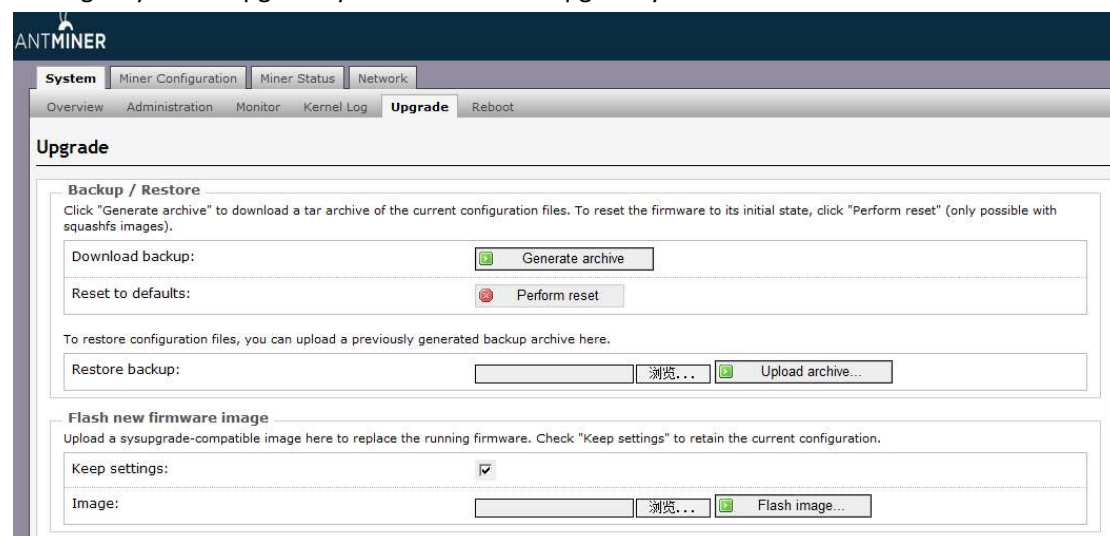 ANTMINER
System Miner Configuration Miner Status Network
Overview Administration Monitor Kernel Log Upgrade Reboot
Upgrade
Backup / Restore
Click "Generate archive" to download a tar archive of the current configuration files. To reset the firmware to its initial state, click "Perform reset" (only possible with
squashfs images).
Download backup: Generate archive
Reset to defaults: Perform reset
To restore configuration files, you can upload a previously generated backup archive here.
Restore backup: 浏览... Upload archive...
Flash new firmware image
Upload a sysupgrade-compatible image here to replace the running firmware. Check "Keep settings" to retain the current configuration.
Keep settings:
Image: 浏览... Flash image...